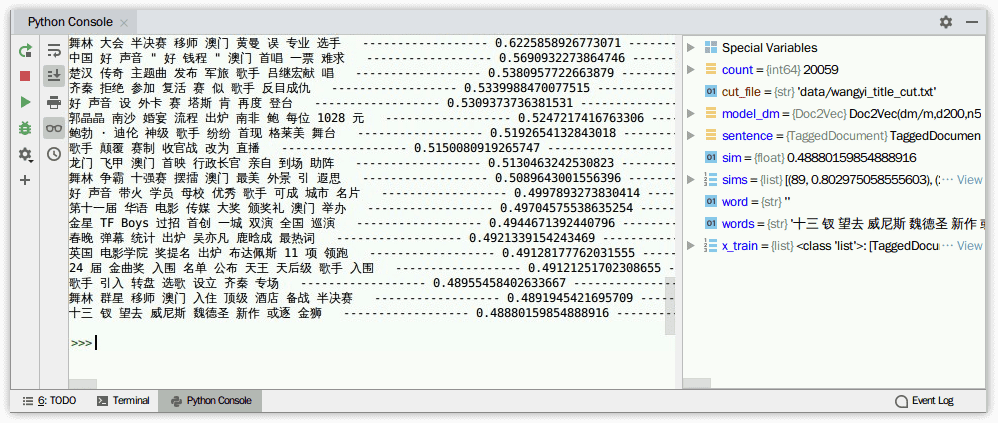 Python Console
舞林 大会 半决赛 移师 澳门 黄曼 误 专业 选手 ------------------ 0.6225858926773071 -------
中国 好 声音 " 好 钱程 " 澳门 首唱 一票 难求 ------------------ 0.5690932273864746 -------
楚汉 传奇 主题曲 发布 军旅 歌手 吕继宏献 唱 ------------------ 0.5380957722663879 -------
齐秦 拒绝 参加 复活 赛 似 歌手 反目成仇 ------------------ 0.5339988470077515 -------
好 声音 设 外卡 赛 塔斯 肯 再度 登台 ------------------ 0.5309373736381531 -------
郭晶晶 南沙 婚宴 流程 出炉 南非 鲍 每位 1028 元 ------------------ 0.5247217416763306 -------
鲍勃 · 迪伦 神级 歌手 纷纷 首现 格莱美 舞台 ------------------ 0.5192654132843018 -------
歌手 颠覆 赛制 收官战 改为 直播 ------------------ 0.5150080919265747 -------
龙门 飞甲 澳门 首映 行政长官 亲自 到场 助阵 ------------------ 0.5130463242530823 -------
舞林 争霸 十强赛 摆擂 澳门 最美 外景 引 遐思 ------------------ 0.5089643001556396 -------
好 声音 带火 学员 母校 优秀 歌手 可成 城市 名片 ------------------ 0.4997893273830414 -------
第十一届 华语 电影 传媒 大奖 颁奖礼 澳门 举办 ------------------ 0.49704575538635254 -------
金星 TF Boys 过招 首创 一城 双演 全国 巡演 ------------------ 0.4944671392440796 -------
春晚 弹幕 统计 出炉 吴亦凡 鹿晗成 最热词 ------------------ 0.4921339154243469 -------
英国 电影学院 奖提名 出炉 布达佩斯 11 项 领跑 ------------------ 0.49128177762031555 -------
24 届 金曲奖 入围 名单 公布 天王 天后级 歌手 入围 ------------------ 0.49121251702308655 -------
歌手 引入 转盘 选歌 设立 齐秦 专场 ------------------ 0.48955458402633667 -------
舞林 群星 移师 澳门 入住 顶级 酒店 备战 半决赛 ------------------ 0.4891945421695709 -------
十三 钗 望去 威尼斯 魏德圣 新作 或逐 金狮 ------------------ 0.48880159854888916 -------
>>>
Special Variables
count = {int64} 20059
cut_file = {str} 'data/wangyi_title_cut.txt'
model_dm = {Doc2Vec} Doc2Vec(dm/m,d200,n5
sentence = {TaggedDocument} TaggedDocumen
sim = {float} 0.48880159854888916
sims = {list} [(89, 0.802975058555603), (… View
word = {str} ''
words = {str} '十三 钗 望去 威尼斯 魏德圣 新作 或逐
x_train = {list} <class 'list'>: [TaggedDocu… View
6: TODO
Terminal
Python Console
Event Log